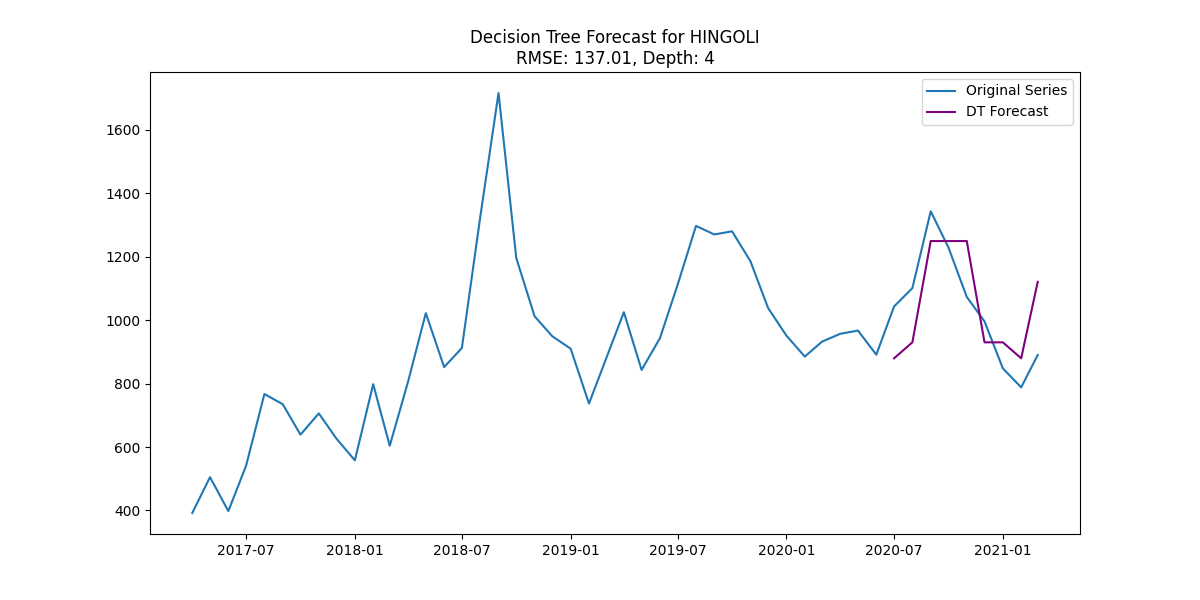 Decision Tree Forecast for HINGOLI
RMSE: 137.01, Depth: 4
Original Series
DT Forecast
1600
1400
1200
1000
800
600
400
2017-07 2018-01 2018-07 2019-01 2019-07 2020-01 2020-07 2021-01